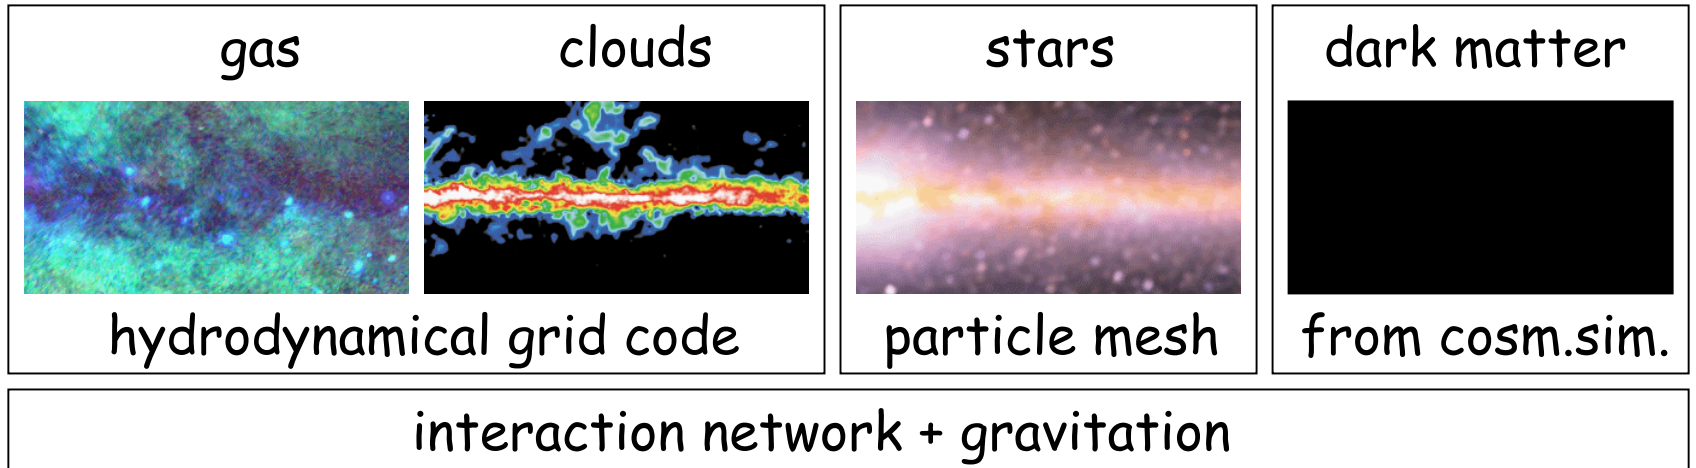 gas clouds
hydrodynamical grid code
stars
particle mesh
dark matter
from cosm.sim.
interaction network + gravitation